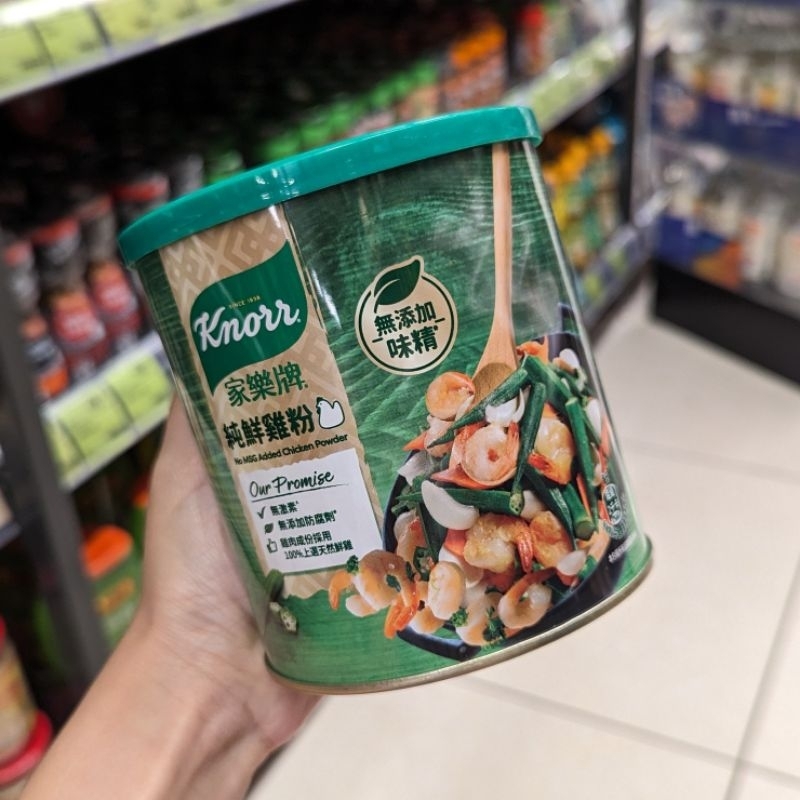 SINCE 1838
Knorr
家樂牌
純鮮雞粉
No MSG Added Chicken Powder
Our Promise
無激素^
無添加防腐劑*
雞肉成份採用
100%上選天然鮮雞
無添加
味精*